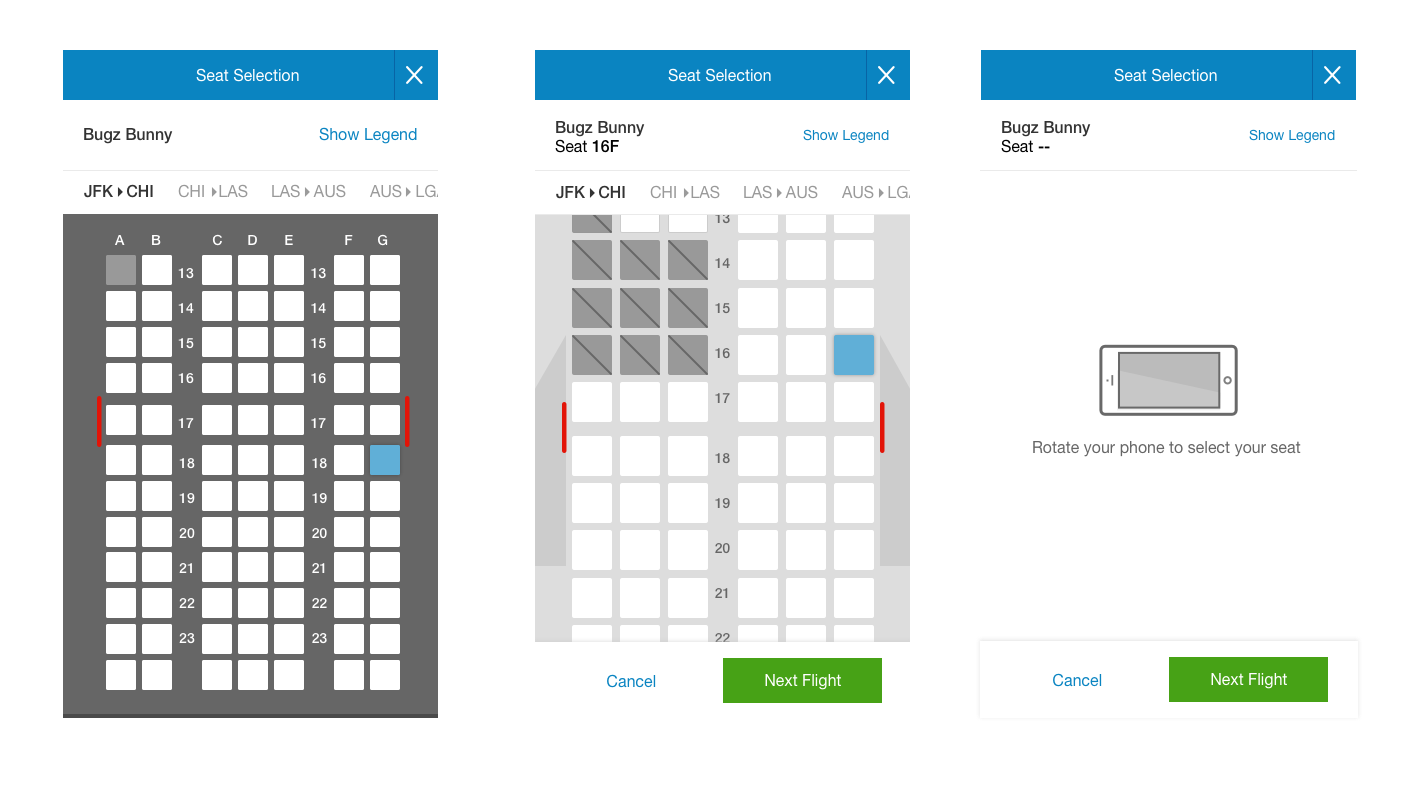 Seat Selection
Bugz Bunny
Show Legend
JFK CHI CHI LAS LAS AUS AUS LGA
A B C D E F G
13 13
14 14
15 15
16 16
17 17
18 18
19 19
20 20
21 21
22 22
23 23
Seat Selection
Bugz Bunny
Seat 16F
Show Legend
JFK CHI CHI LAS LAS AUS AUS LGA
13
14
15
16
17
18
19
20
21
22
Cancel
Next Flight
Seat Selection
Bugz Bunny
Seat --
Show Legend
Rotate your phone to select your seat
Cancel
Next Flight